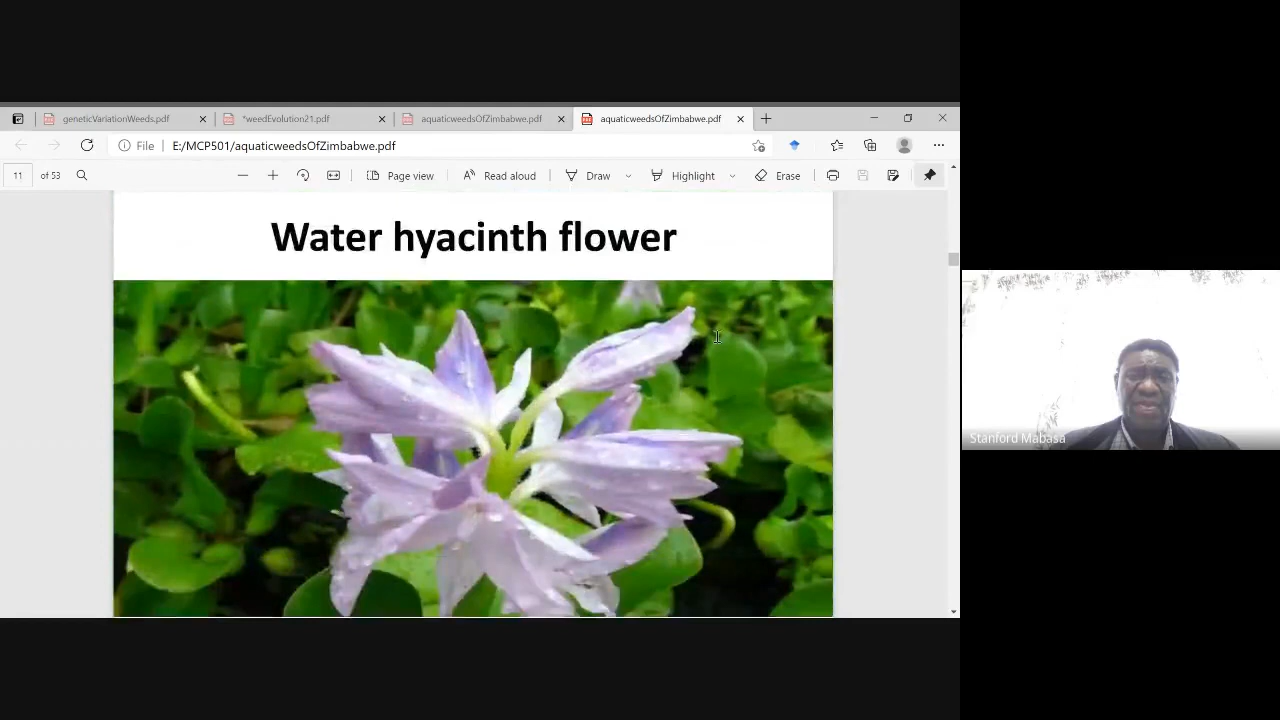 geneticVariationWeeds.pdf
*weedEvolution21.pdf
aquaticweedsOfZimbabwe.pdf
aquaticweedsOfZimbabwe.pdf
File E:/MCP501/aquaticweedsOfZimbabwe.pdf
11 of 53 Page view Read aloud Draw Highlight Erase
Water hyacinth flower
Stanford Mabasa